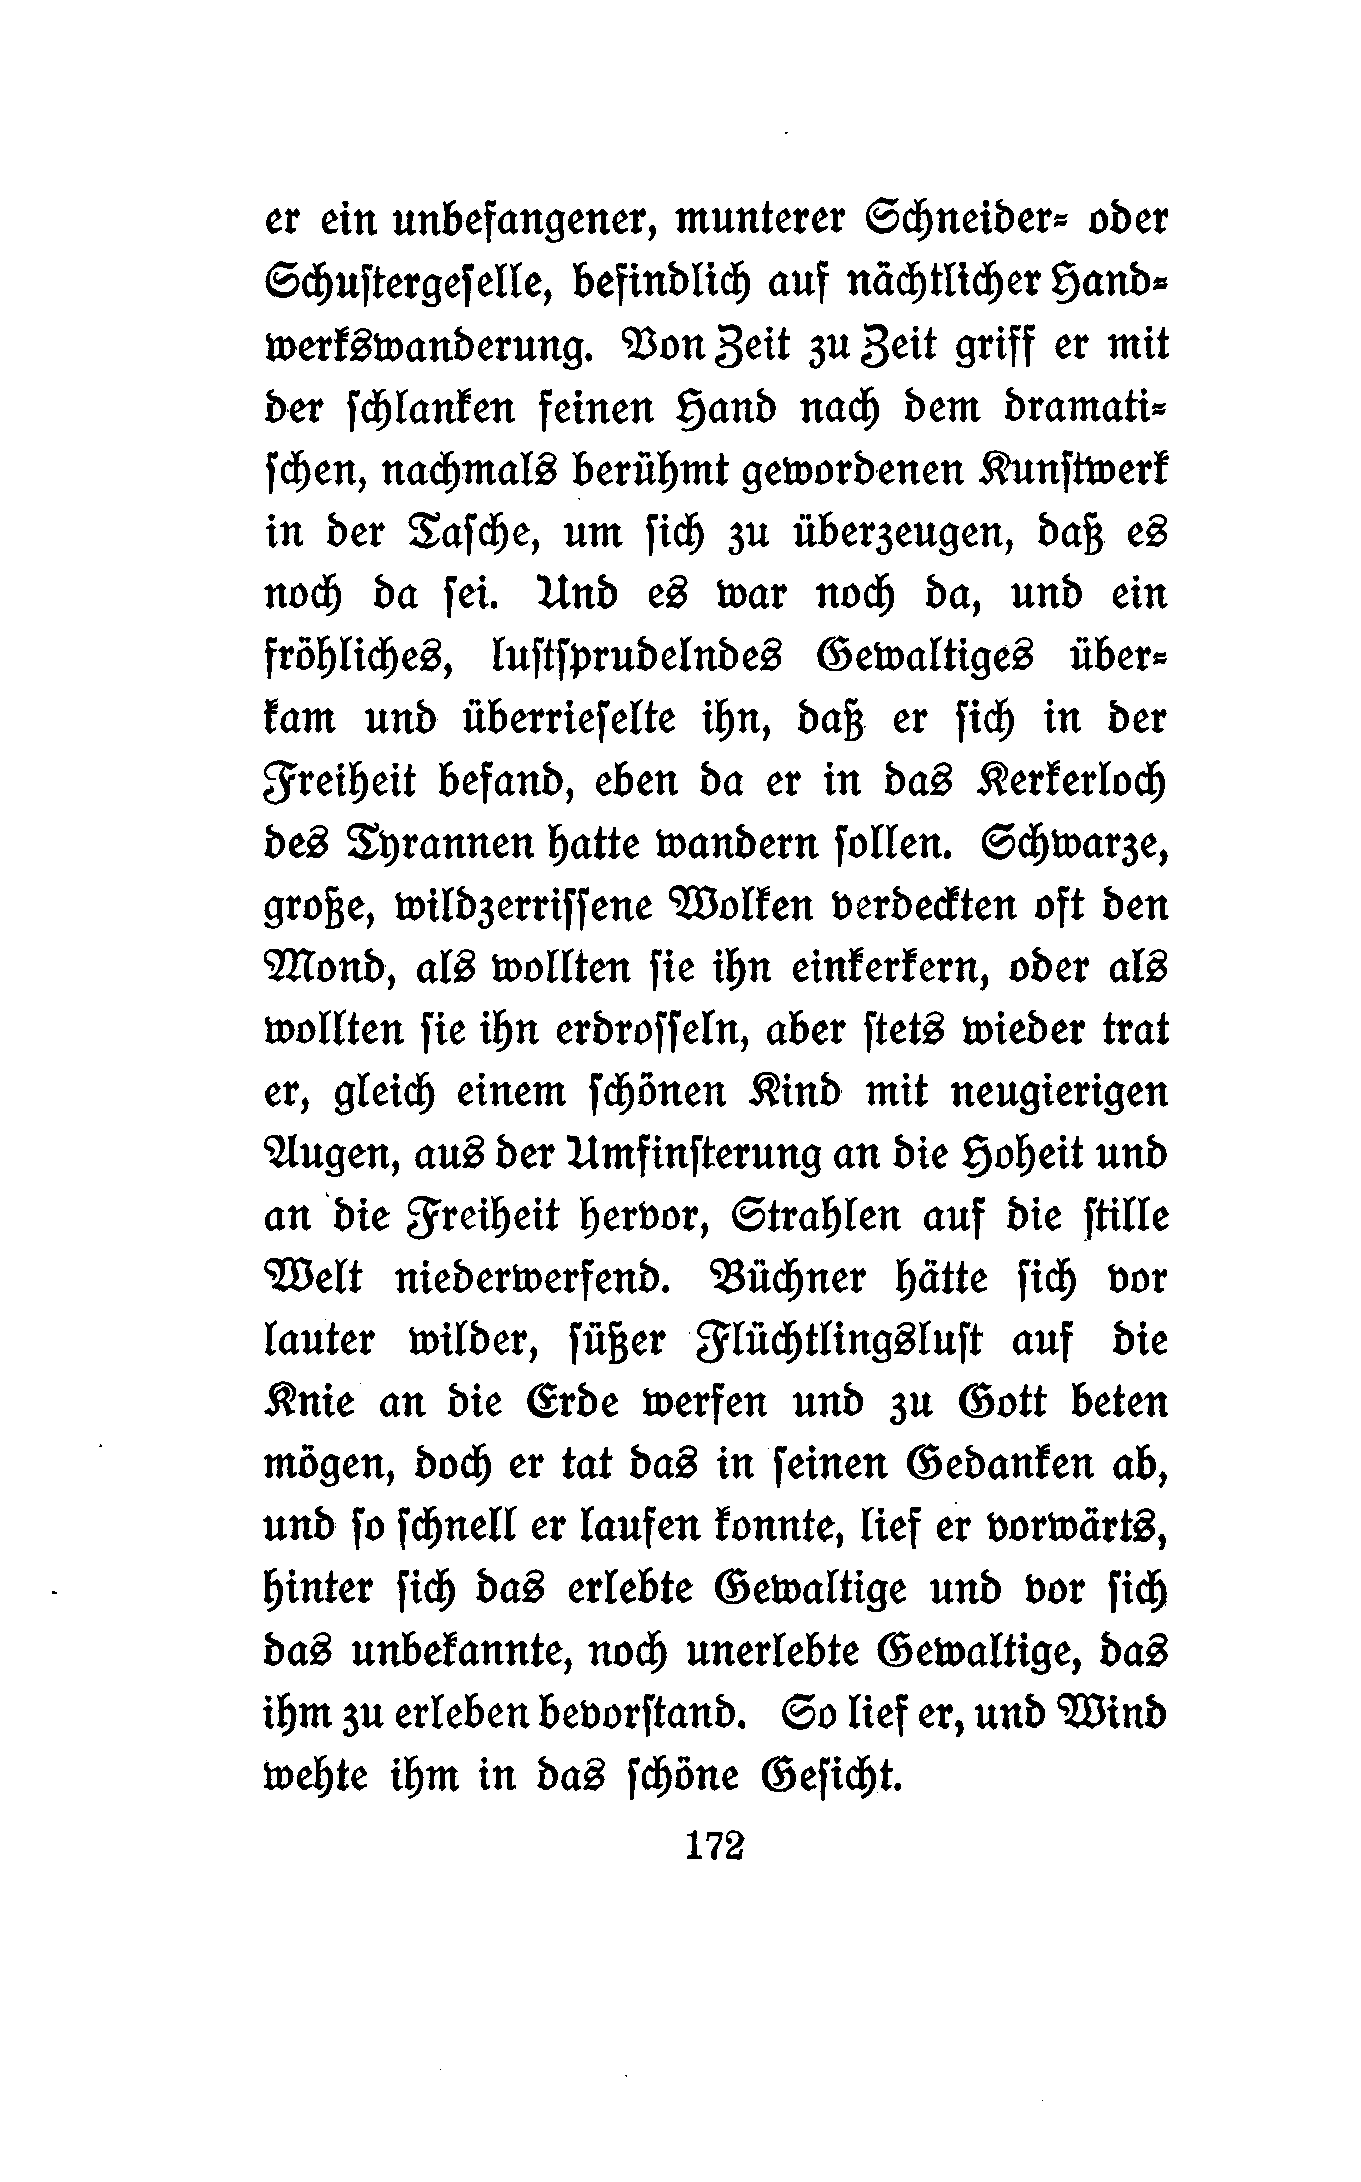 er ein unbefangener, munterer Schneider- oder
Schustergeselle, befindlich auf nächtlicher Hand-
werkswanderung. Von Zeit zu Zeit griff er mit
der schlanken feinen Hand nach dem dramati-
schen, nachmals berühmt gewordenen Kunstwerk
in der Tasche, um sich zu überzeugen, daß es
noch da sei. Und es war noch da, und ein
fröhliches, lustsprudelndes Gewaltiges über-
kam und überrieselte ihn, daß er sich in der
Freiheit befand, eben da er in das Kerkerloch
des Tyrannen hatte wandern sollen. Schwarze,
große, wildzerrissene Wolken verdeckten oft den
Mond, als wollten sie ihn einkerkern, oder als
wollten sie ihn erdrosseln, aber stets wieder trat
er, gleich einem schönen Kind mit neugierigen
Augen, aus der Umfinsterung an die Hoheit und
an die Freiheit hervor, Strahlen auf die stille
Welt niederwerfend. Büchner hätte sich vor
lauter wilder, süßer Flüchtlingslust auf die
Knie an die Erde werfen und zu Gott beten
mögen, doch er tat das in seinen Gedanken ab,
und so schnell er laufen konnte, lief er vorwärts,
hinter sich das erlebte Gewaltige und vor sich
das unbekannte, noch unerlebte Gewaltige, das
ihm zu erleben bevorstand. So lief er, und Wind
wehte ihm in das schöne Gesicht.
172